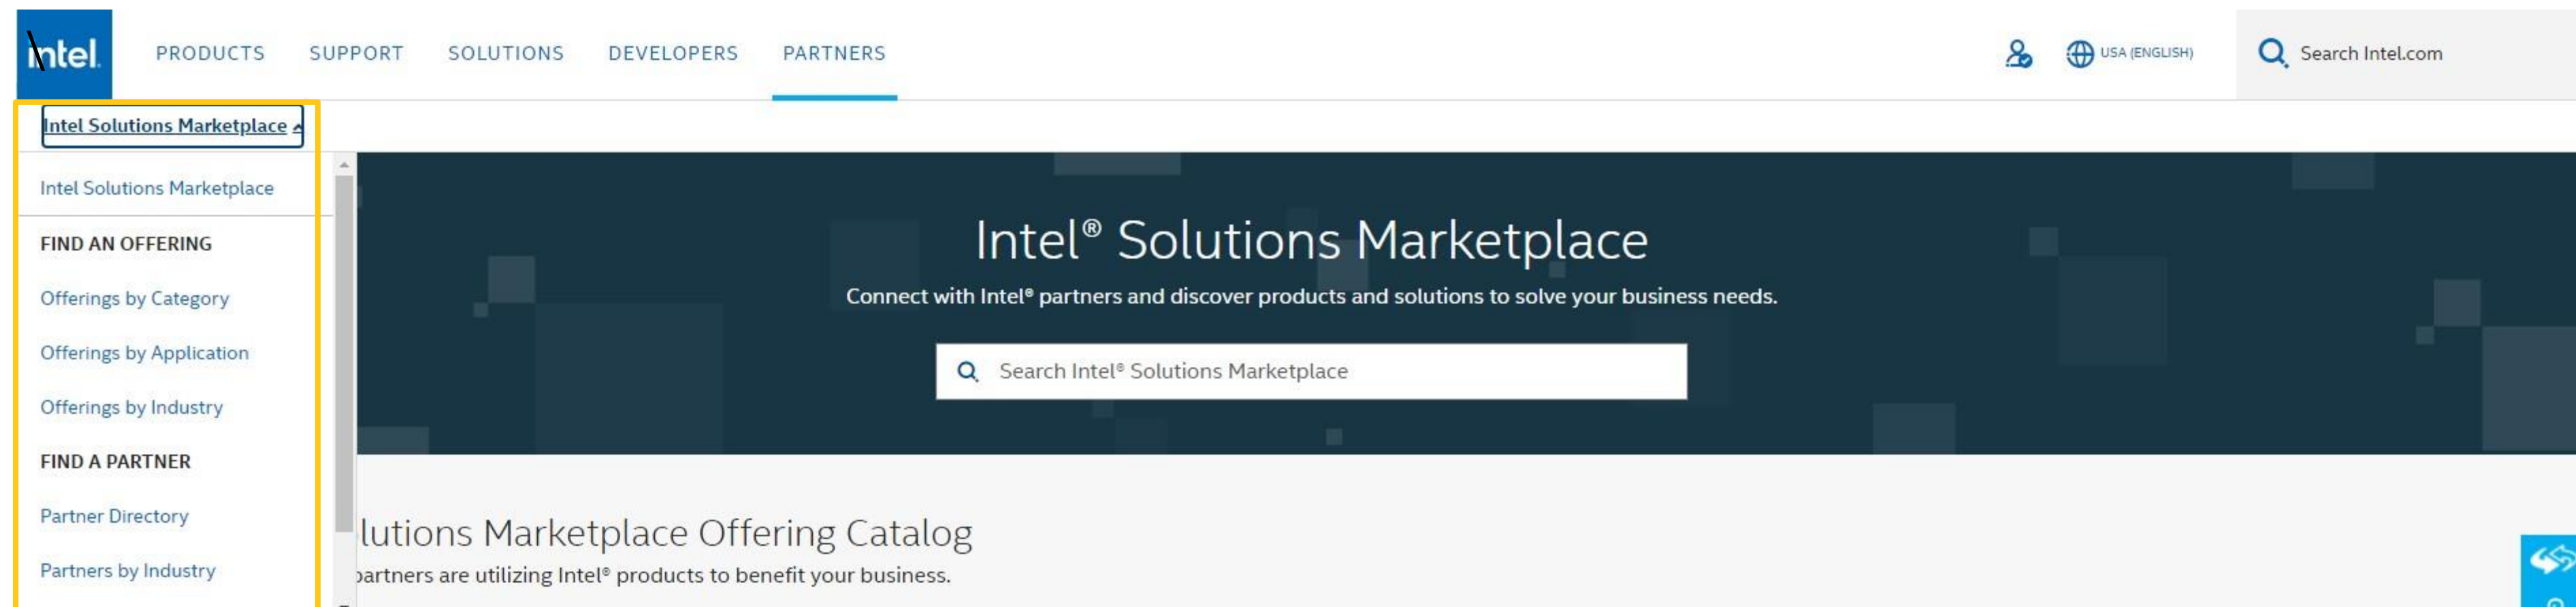 intel.
PRODUCTS SUPPORT SOLUTIONS DEVELOPERS PARTNERS
USA (ENGLISH)
Search Intel.com
Intel Solutions Marketplace
Intel Solutions Marketplace
FIND AN OFFERING
Offerings by Category
Offerings by Application
Offerings by Industry
FIND A PARTNER
Partner Directory
Partners by Industry
Intel® Solutions Marketplace
Connect with Intel® partners and discover products and solutions to solve your business needs.
Search Intel® Solutions Marketplace
lutions Marketplace Offering Catalog
partners are utilizing Intel® products to benefit your business.